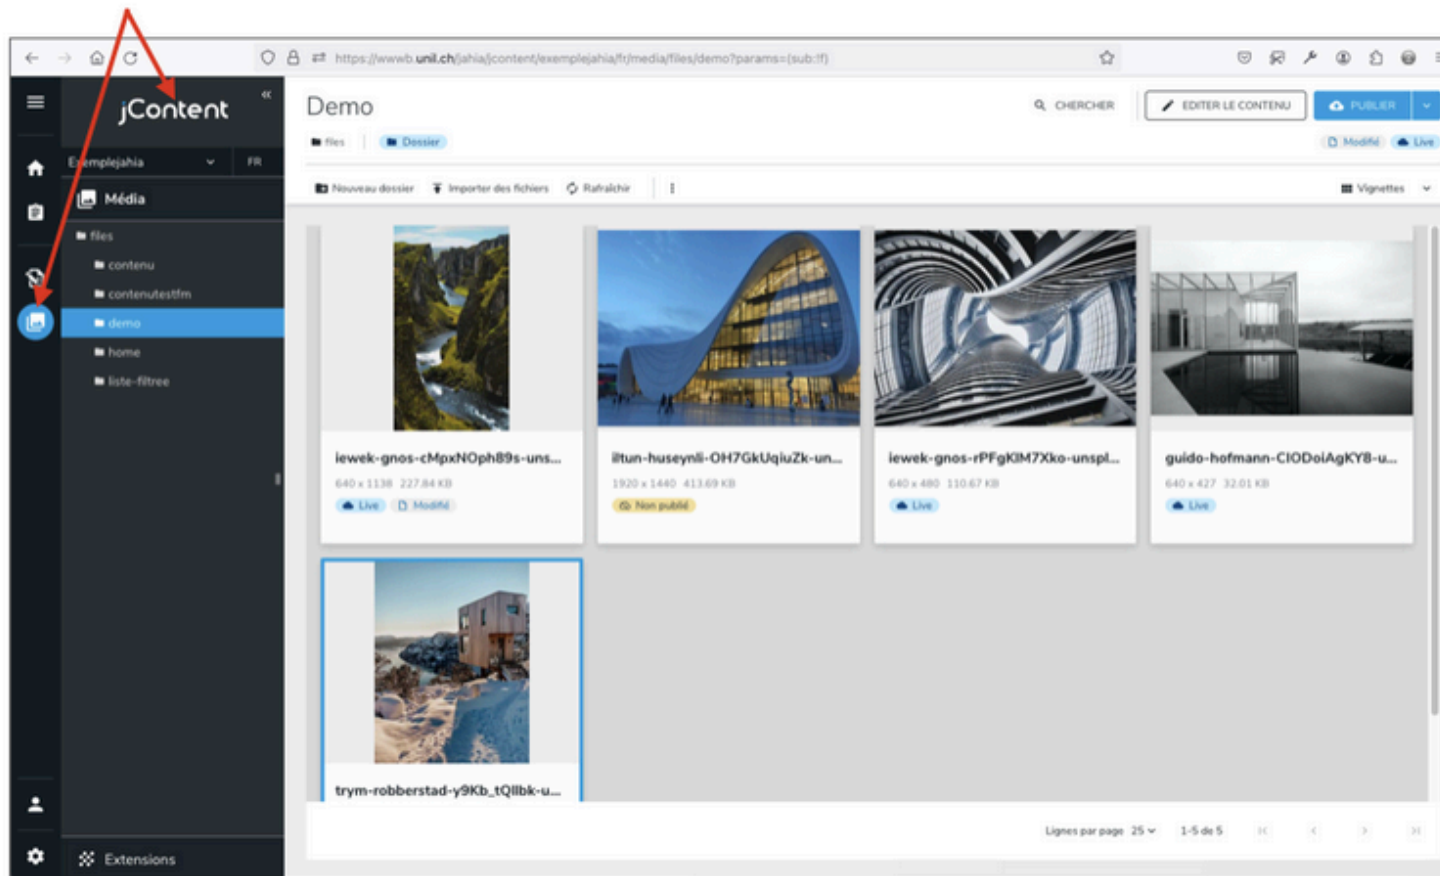 https://wwwb.unil.ch/jahia/jcontent/exemplejahia/fr/media/files/demo?params=(sub:!f)
jContent
«
Demo
CHERCHER
EDITER LE CONTENU
PUBLIER
files
Dossier
Modifié
Live
Exemplejahia
FR
Nouveau dossier
Importer des fichiers
Rafraîchir
Vignettes
Média
files
contenu
contenutestfm
demo
home
liste-filtree
iewek-gnos-cMpxNOph89s-uns...
640 x 1138 227.84 KB
Live
Modifié
iltun-huseynli-OH7GkUqiuZk-un...
1920 x 1440 413.69 KB
Non publié
iewek-gnos-rPFgKlM7Xko-unspl...
640 x 480 110.67 KB
Live
guido-hofmann-CIODoiAgKY8-u...
640 x 427 32.01 KB
Live
trym-robberstad-y9Kb_tQIlbk-u...
Lignes par page 25
1-5 de 5
Extensions